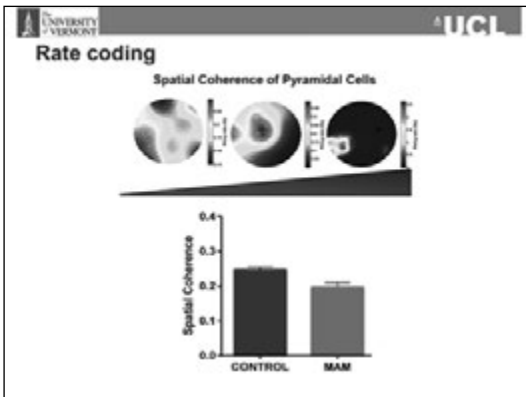 The
UNIVERSITY
of VERMONT
UCL
Rate coding
Spatial Coherence of Pyramidal Cells
Spatial Coherence
0.4
0.3
0.2
0.1
0.0
CONTROL
MAM